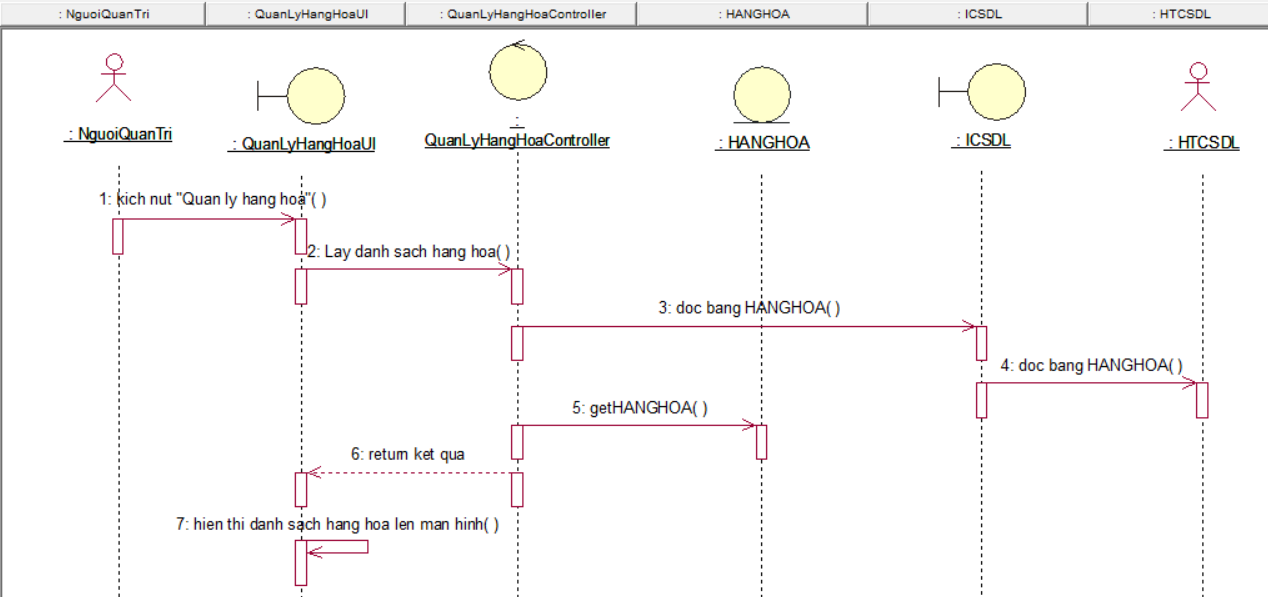 : NguoiQuanTri
: QuanLyHangHoaUI
: QuanLyHangHoaController
: HANGHOA
: ICSDL
: HTCSDL
: NguoiQuanTri
: QuanLyHangHoaUI
:
QuanLyHangHoaController
: HANGHOA
: ICSDL
: HTCSDL
1: kich nut "Quan ly hang hoa"( )
2: Lay danh sach hang hoa( )
3: doc bang HANGHOA( )
4: doc bang HANGHOA( )
5: getHANGHOA( )
6: return ket qua
7: hien thi danh sach hang hoa len man hinh( )